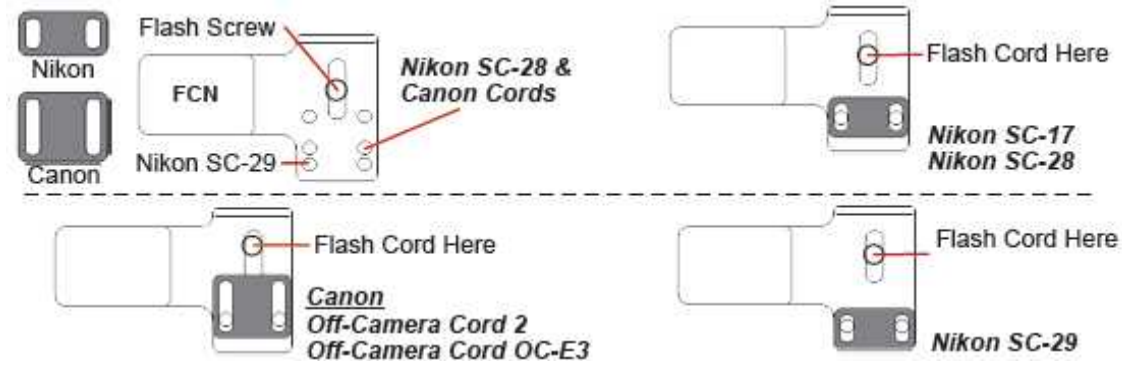 Nikon
Canon
Flash Screw
FCN
Nikon SC-28 &
Canon Cords
Nikon SC-29
Flash Cord Here
Nikon SC-17
Nikon SC-28
Flash Cord Here
Canon
Off-Camera Cord 2
Off-Camera Cord OC-E3
Flash Cord Here
Nikon SC-29